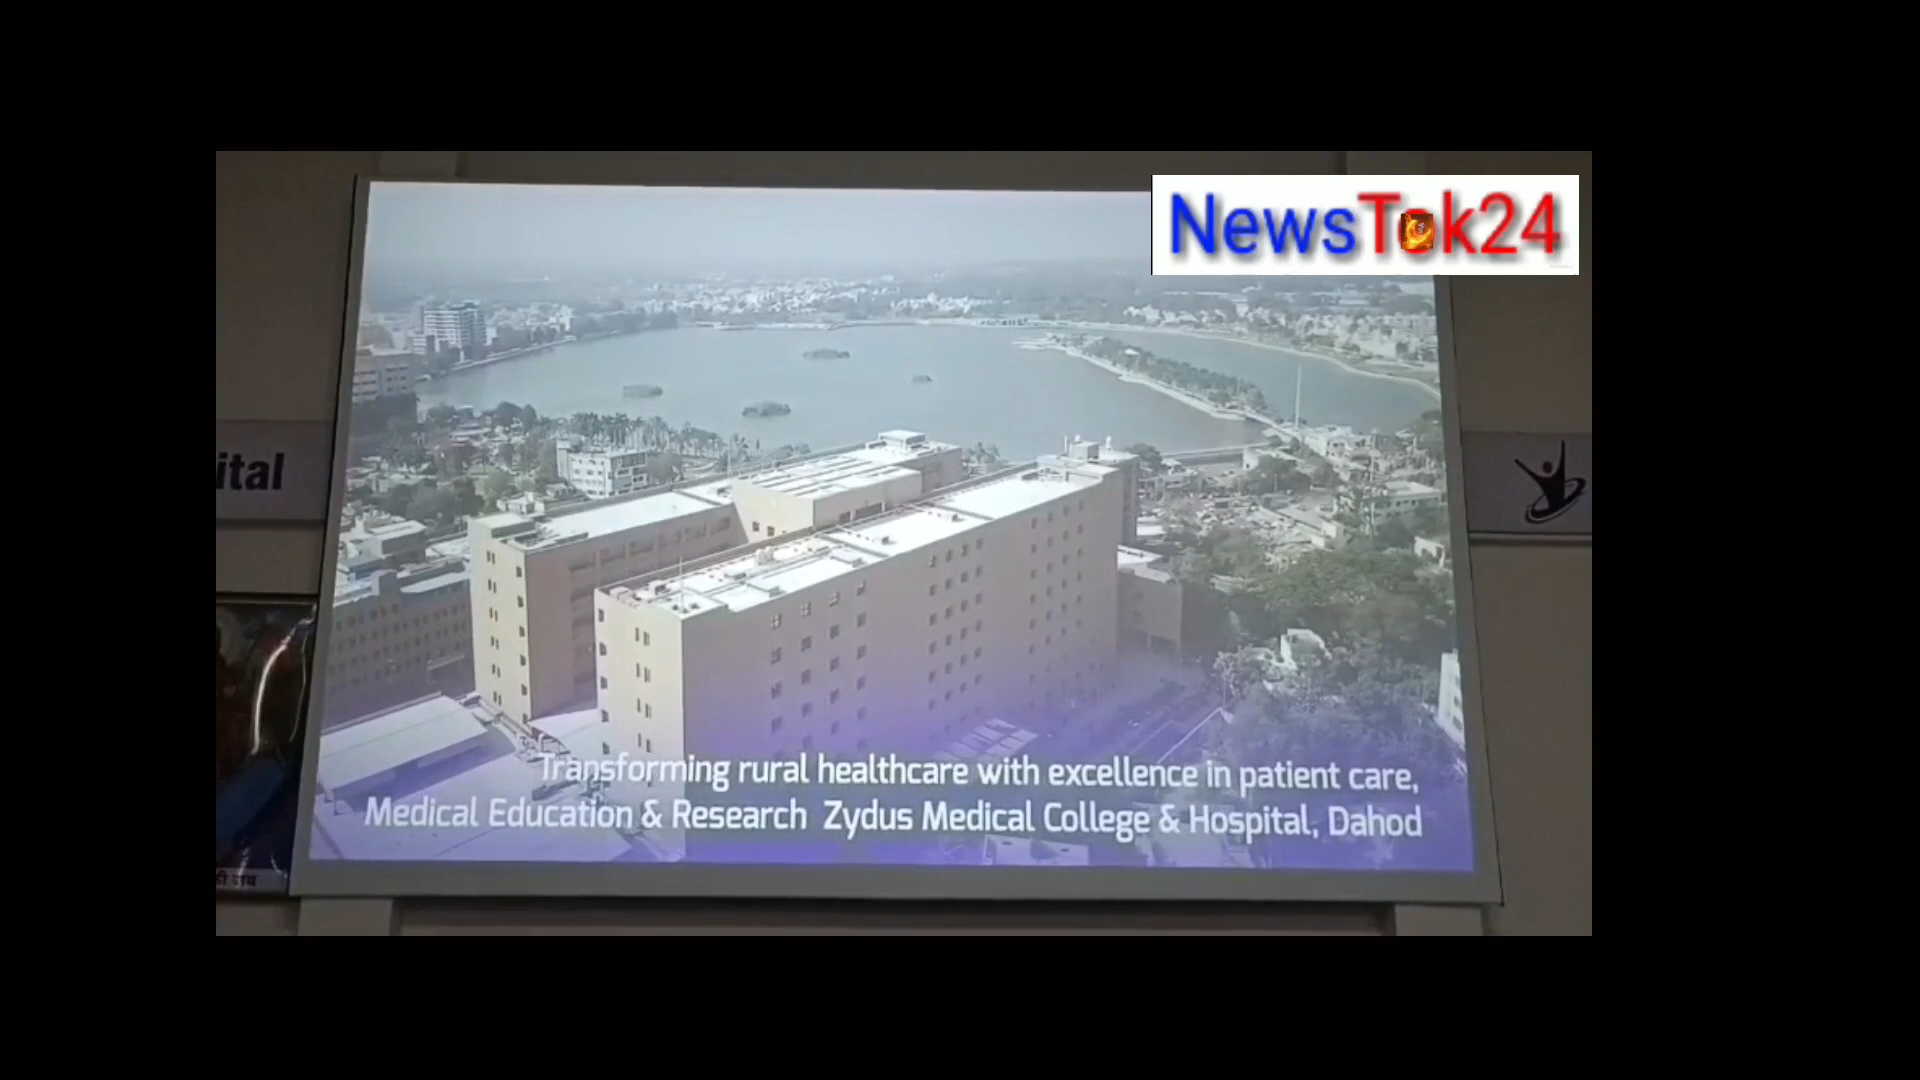 NewsTok24
ital
Transforming rural healthcare with excellence in patient care,
Medical Education & Research Zydus Medical College & Hospital, Dahod